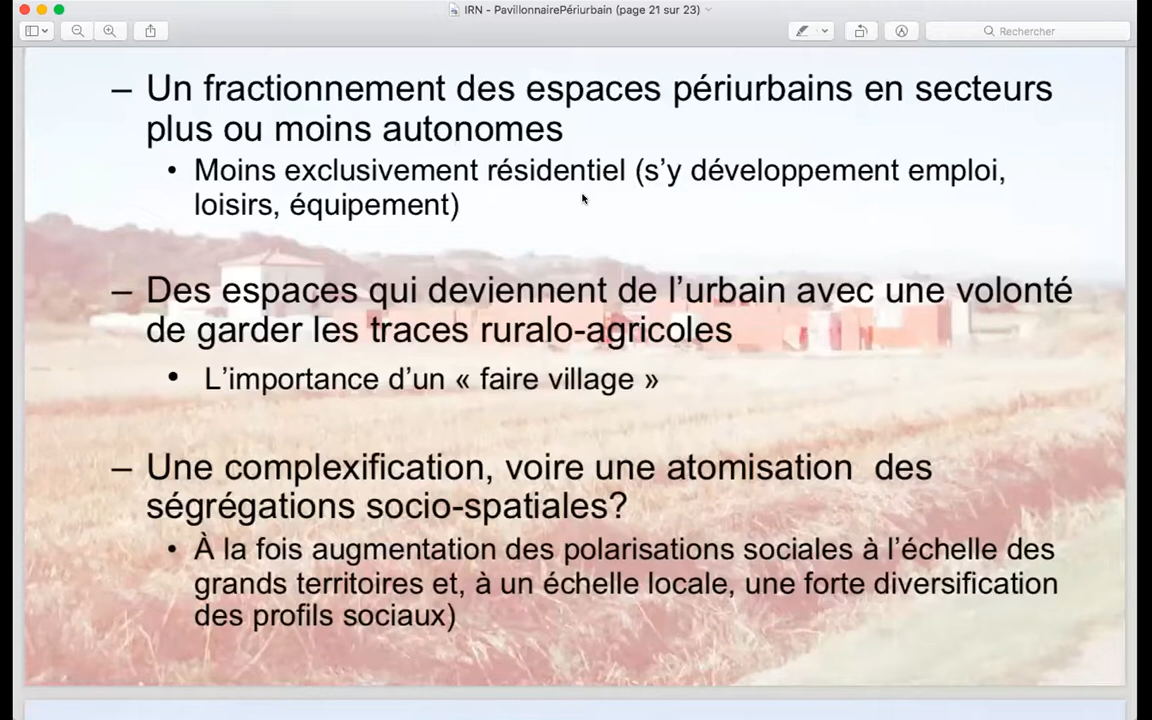 IRN - PavillonnairePériurbain (page 21 sur 23)
Rechercher
– Un fractionnement des espaces périurbains en secteurs
plus ou moins autonomes
• Moins exclusivement résidentiel (s’y développement emploi,
loisirs, équipement)
– Des espaces qui deviennent de l’urbain avec une volonté
de garder les traces ruralo-agricoles
• L’importance d’un « faire village »
– Une complexification, voire une atomisation des
ségrégations socio-spatiales?
• À la fois augmentation des polarisations sociales à l’échelle des
grands territoires et, à un échelle locale, une forte diversification
des profils sociaux)